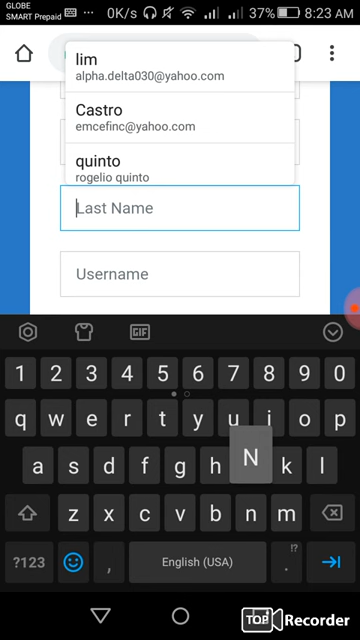 GLOBE
SMART Prepaid ... 0K/s 37% 8:23 AM
lim
alpha.delta030@yahoo.com
Castro
emcefinc@yahoo.com
quinto
rogelio quinto
Last Name
Username
GIF
1 2 3 4 5 6 7 8 9 0
q w e r t y u i o p
a s d f g h N k l
z x c v b n m
?123 , English (USA) !? .
TOP Recorder